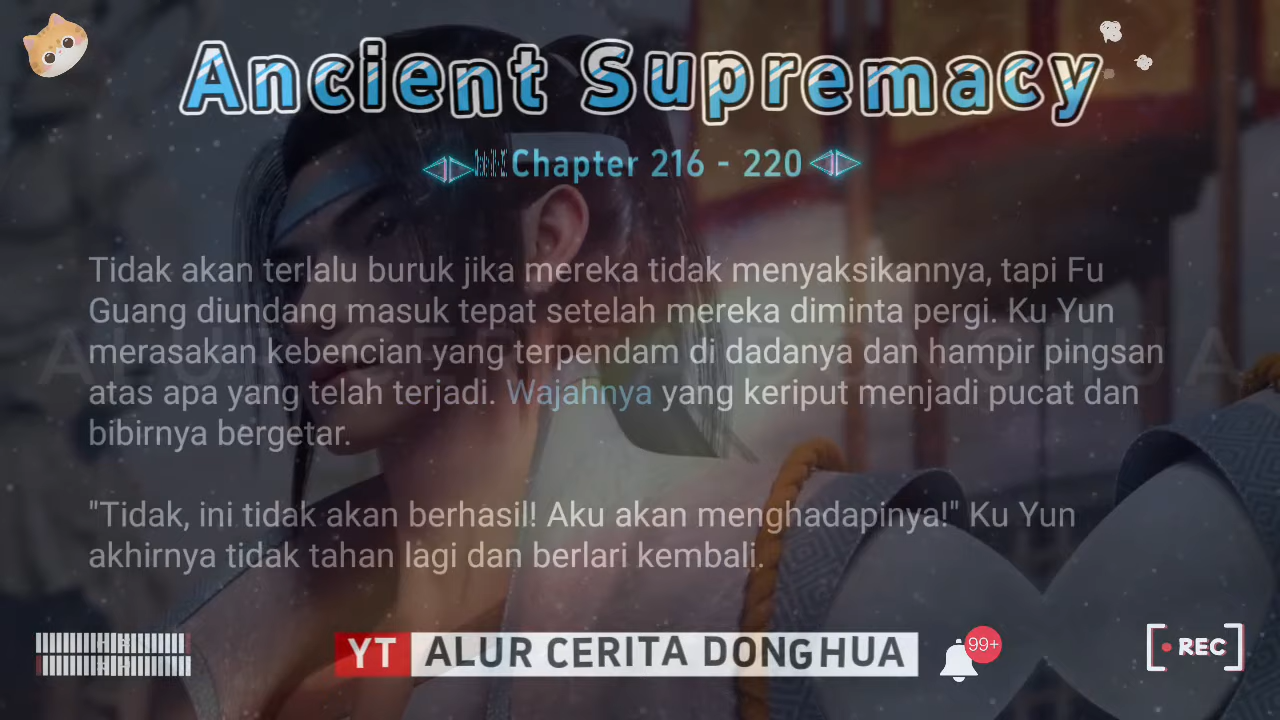 Ancient Supremacy
Chapter 216 - 220
Tidak akan terlalu buruk jika mereka tidak menyaksikannya, tapi Fu
Guang diundang masuk tepat setelah mereka diminta pergi. Ku Yun
merasakan kebencian yang terpendam di dadanya dan hampir pingsan
atas apa yang telah terjadi. Wajahnya yang keriput menjadi pucat dan
bibirnya bergetar.
"Tidak, ini tidak akan berhasil! Aku akan menghadapinya!" Ku Yun
akhirnya tidak tahan lagi dan berlari kembali.
YT ALUR CERITA DONGHUA
99+
REC